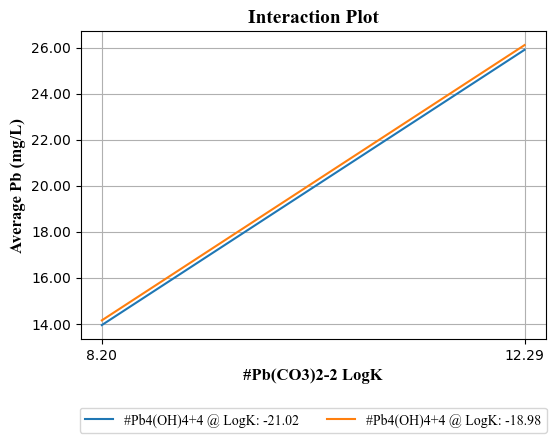 Interaction Plot
Average Pb (mg/L)
26.00
24.00
22.00
20.00
18.00
16.00
14.00
8.20
12.29
#Pb(CO3)2-2 LogK
#Pb4(OH)4+4 @ LogK: -21.02
#Pb4(OH)4+4 @ LogK: -18.98